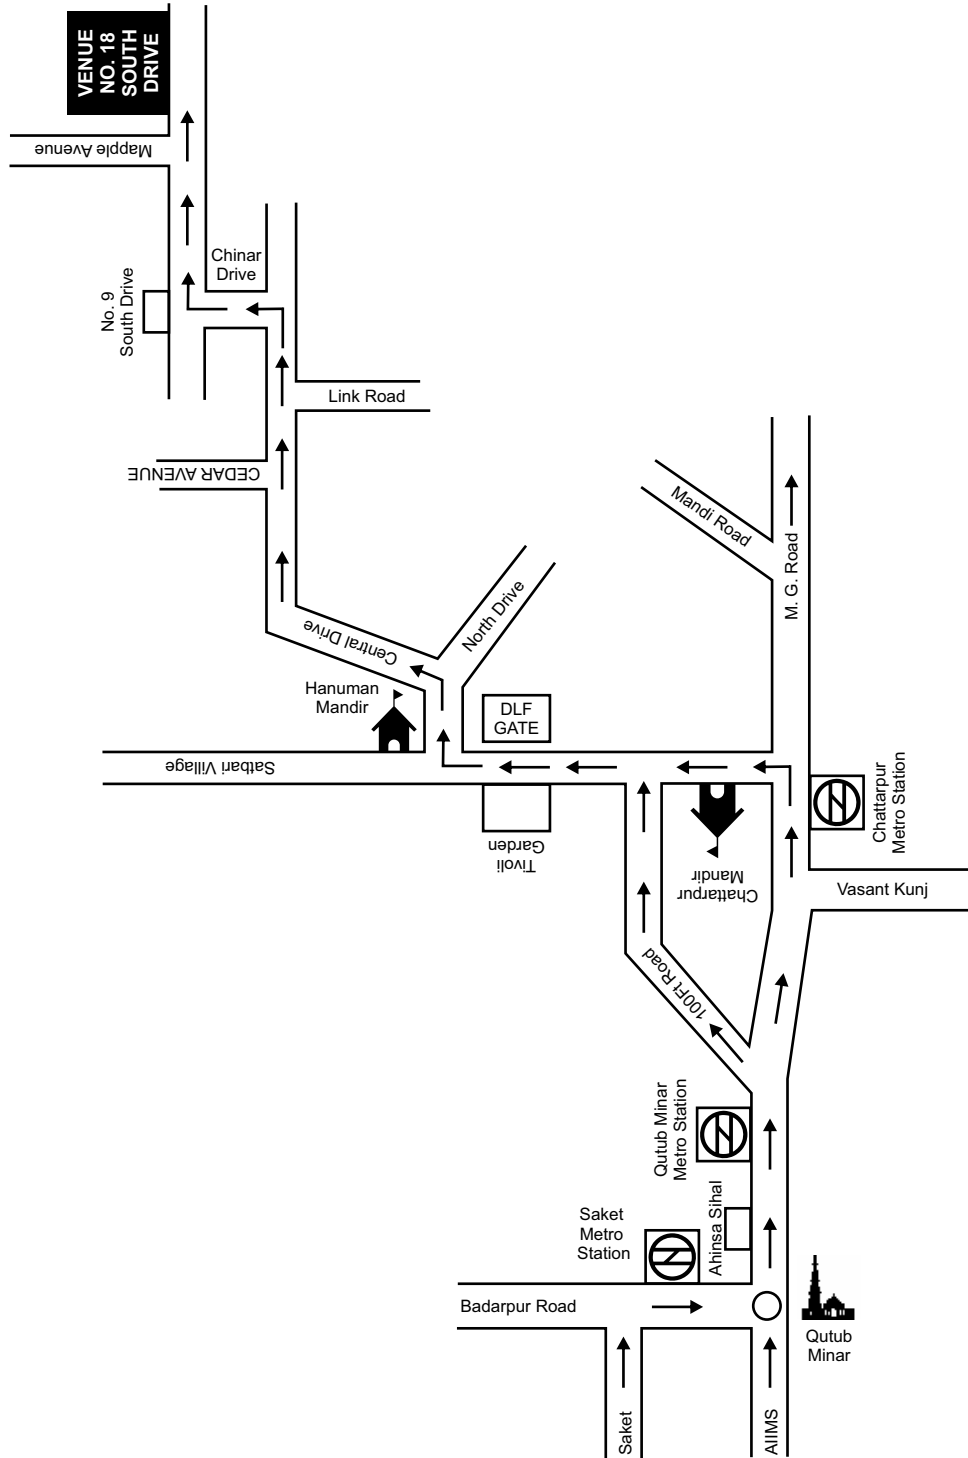 VENUE
NO. 18
SOUTH
DRIVE
Mapple Avenue
Chinar
Drive
No. 9
South Drive
Link Road
CEDAR AVENUE
Mandi Road
M. G. Road
North Drive
Central Drive
Hanuman
Mandir
DLF
GATE
Satbari Village
Tivoli
Garden
Chattarpur
Mandir
Chattarpur
Metro Station
Vasant Kunj
100Ft Road
Qutub Minar
Metro Station
Saket
Metro
Station
Ahinsa Sihal
Badarpur Road
Qutub
Minar
Saket
AIIMS